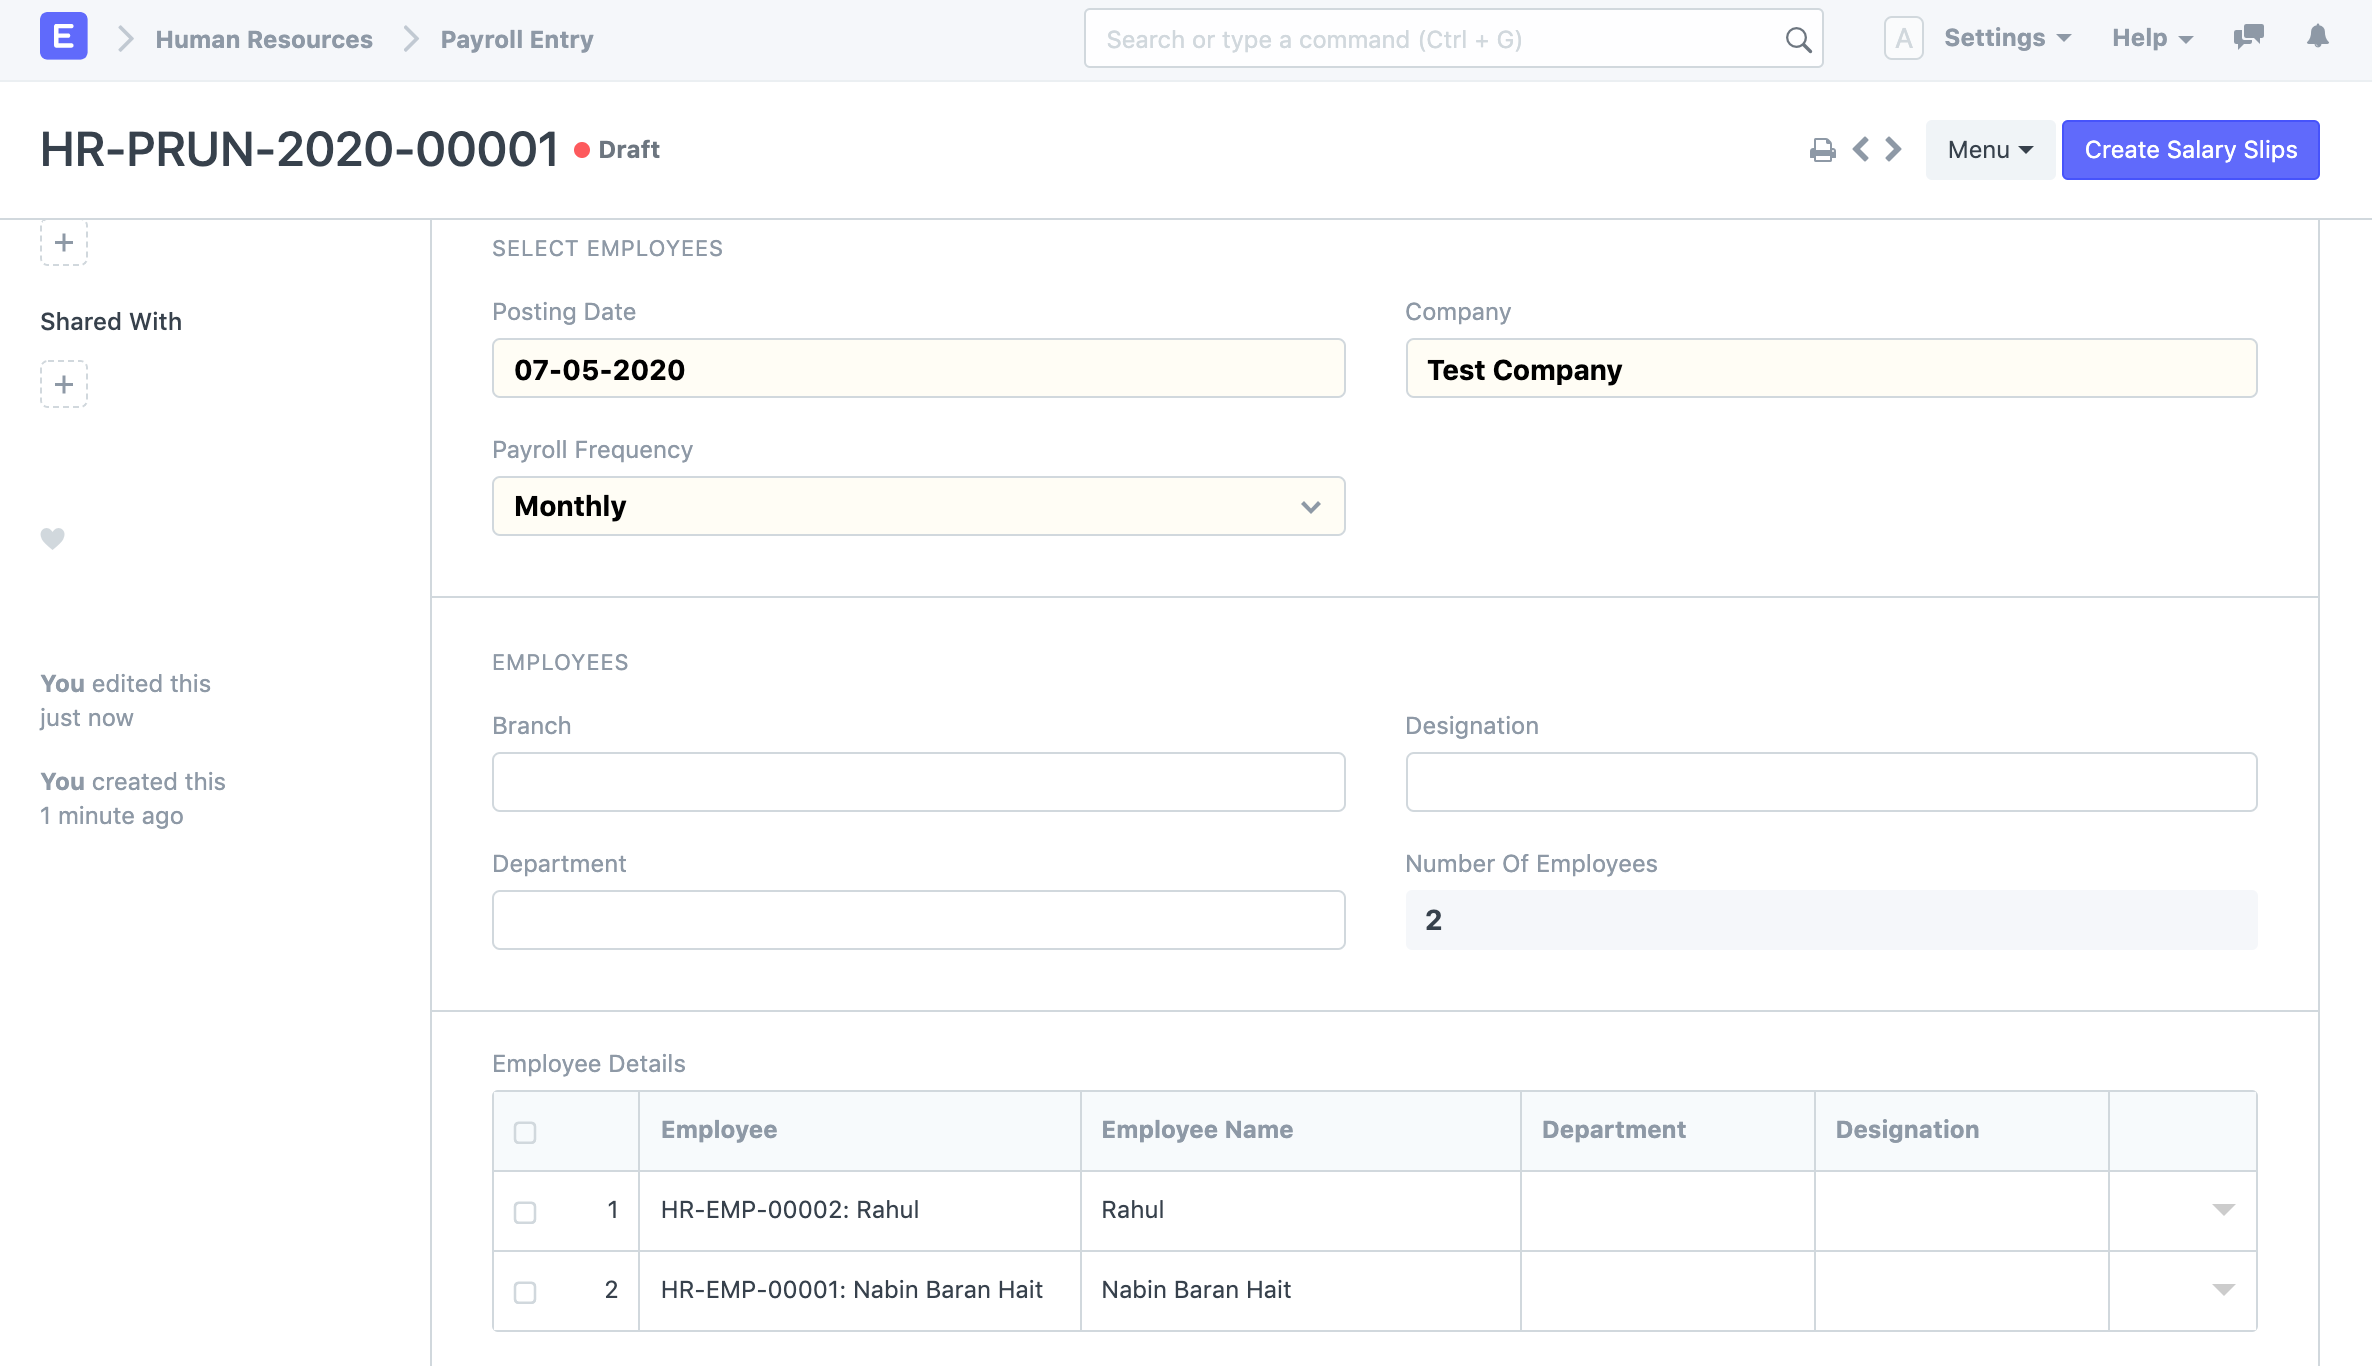 E Human Resources Payroll Entry Search or type a command (Ctrl + G) A Settings Help
HR-PRUN-2020-00001 Draft Menu Create Salary Slips
SELECT EMPLOYEES
Shared With
Posting Date Company
07-05-2020 Test Company
Payroll Frequency
Monthly
You edited this
just now
You created this
1 minute ago
EMPLOYEES
Branch Designation
Department Number Of Employees
2
Employee Details
Employee Employee Name Department Designation
1 HR-EMP-00002: Rahul Rahul
2 HR-EMP-00001: Nabin Baran Hait Nabin Baran Hait